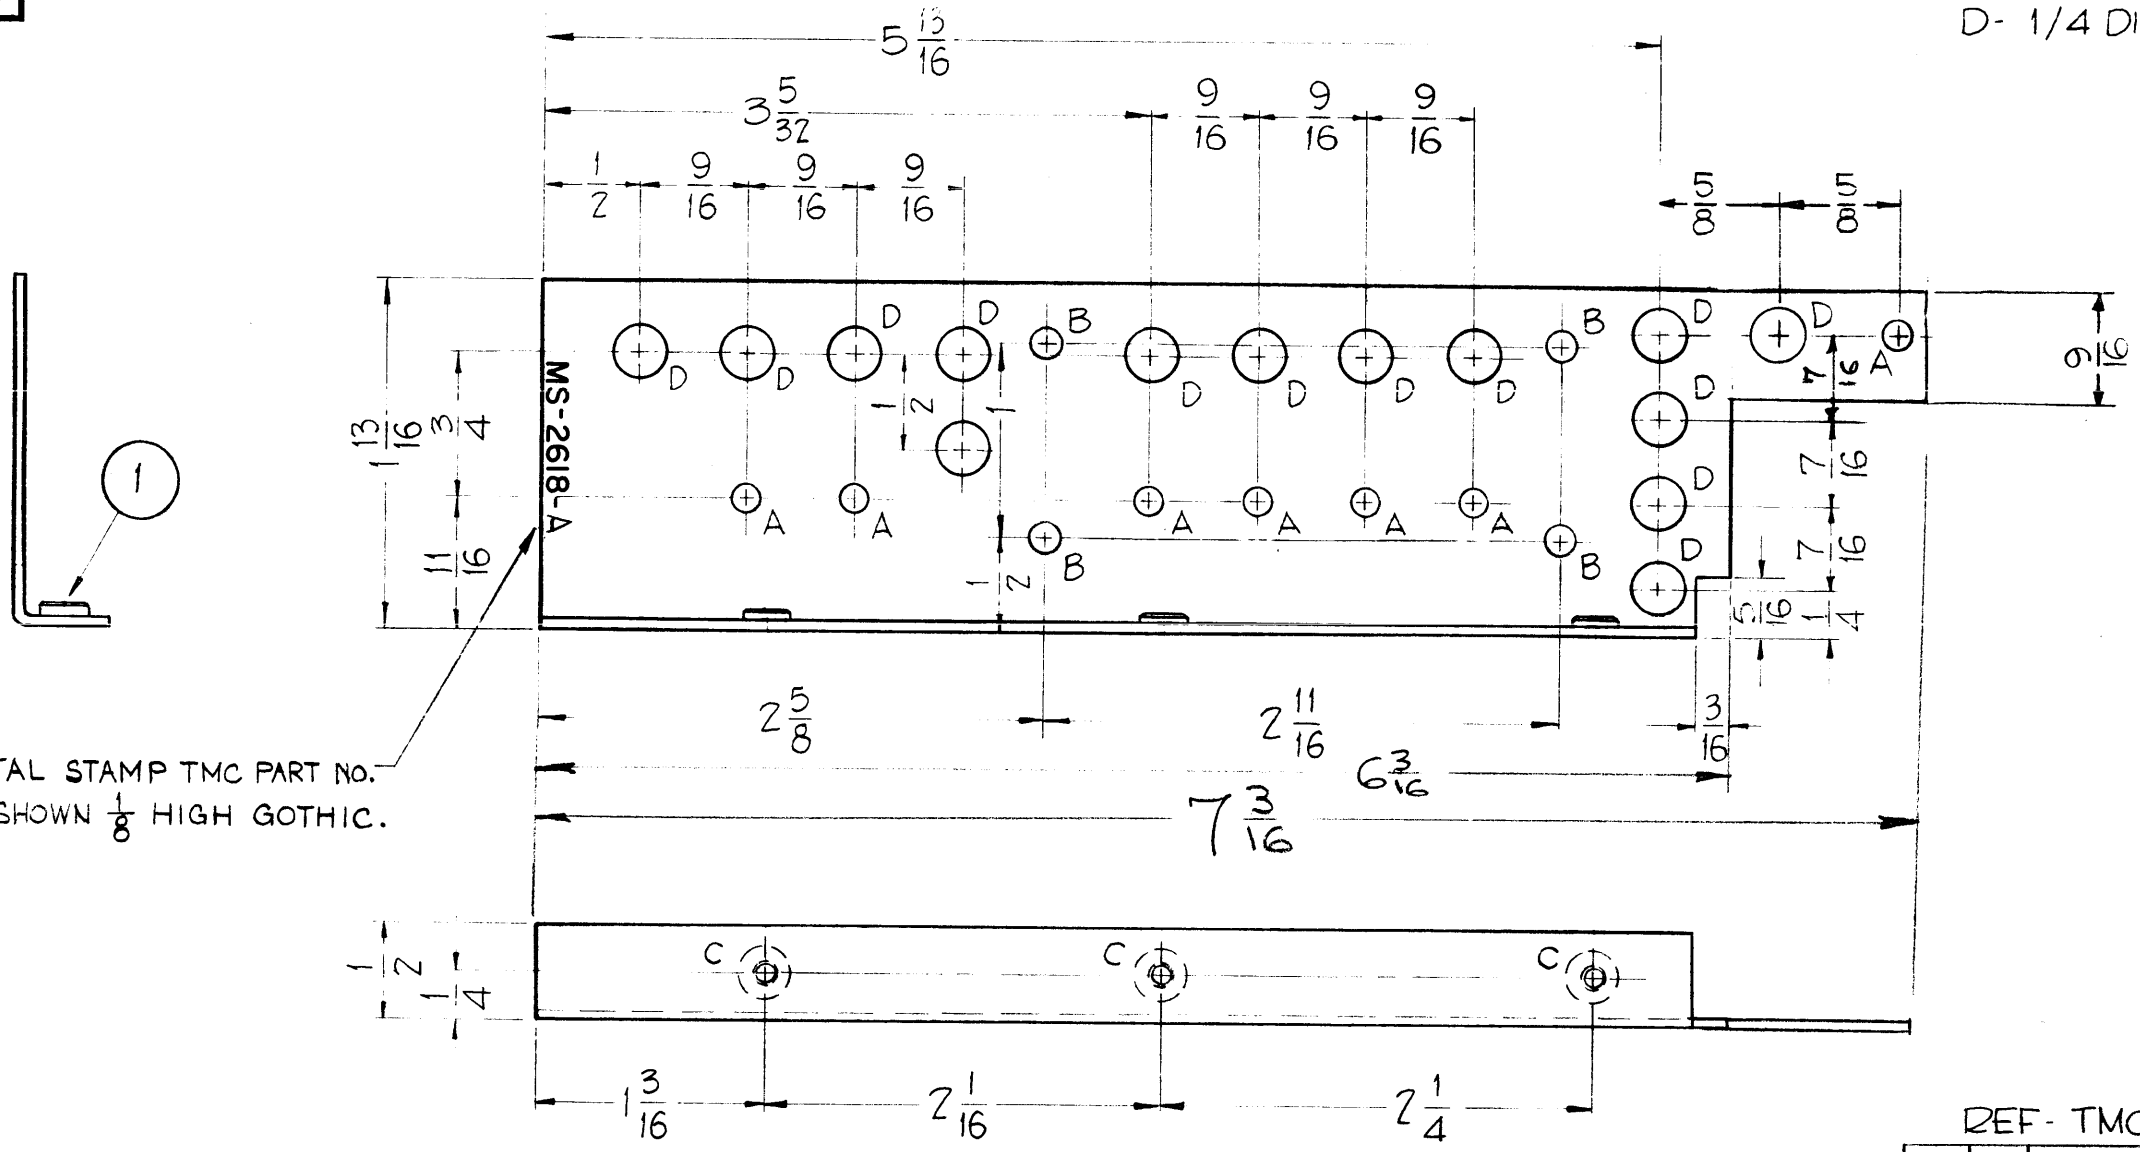 D- 1/4 DI
5 13/16
3 5/32
9/16 9/16 9/16
1/2 9/16 9/16 9/16
5/8 5/8
D D B B D D
D D D D D D A
7/16
9/16
1 13/16
3/4
1/2
1
D
7/16
MS-2618-A
1
A A A A A A
D
7/16
11/16
B B
D
1/2
5/16
1/4
2 5/8
2 11/16
3/16
TAL STAMP TMC PART NO.
SHOWN 1/8 HIGH GOTHIC.
6 3/16
7 3/16
C C C
1/2
1/4
1 3/16
2 1/16
2 1/4
REF- TMC